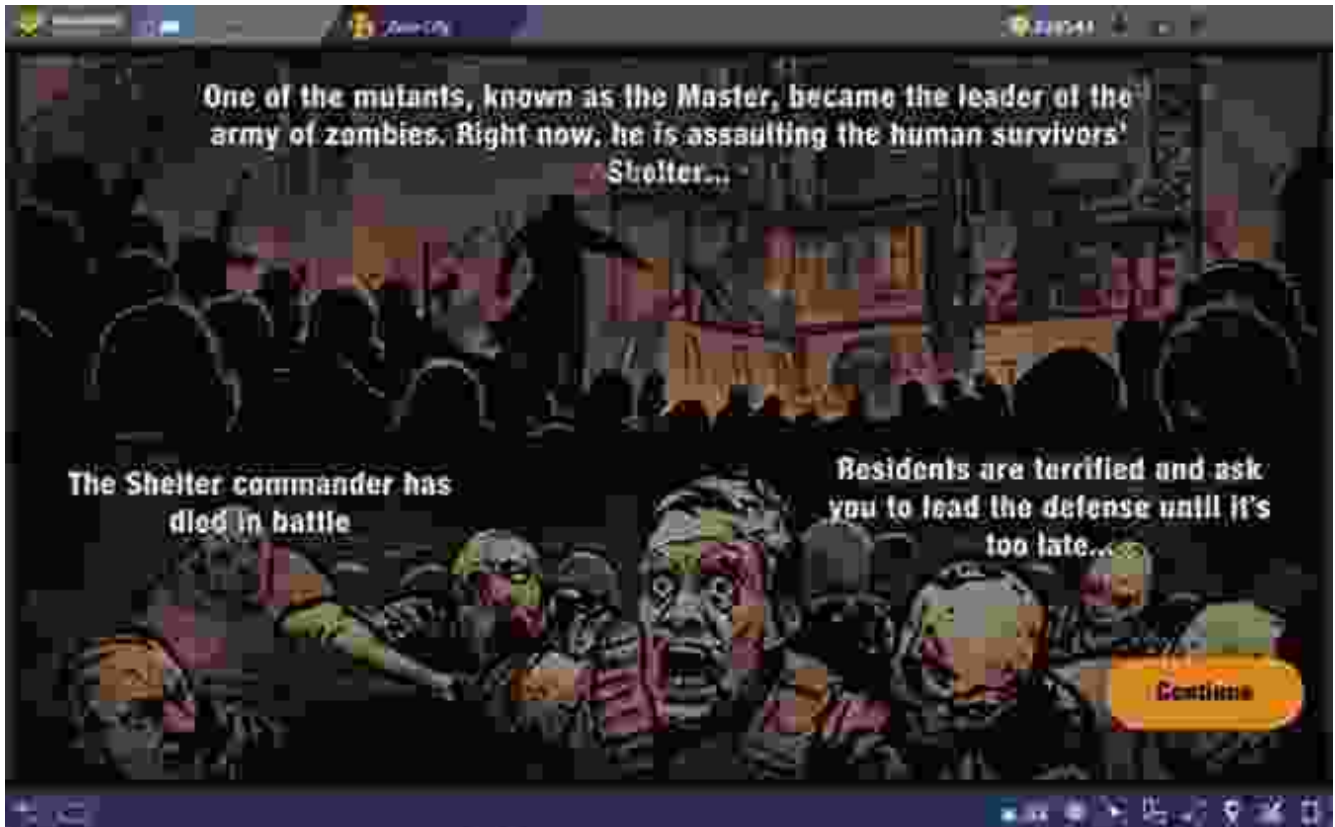 One of the mutants, known as the Master, became the leader of the
army of zombies. Right now, he is assaulting the human survivors'
Shelter...
The Shelter commander has
died in battle
Residents are terrified and ask
you to lead the defense until it's
too late...
Continue